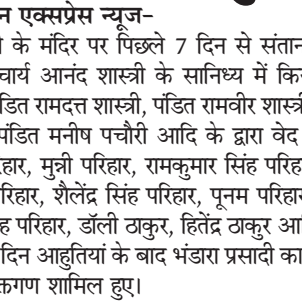 न एक्सप्रेस न्यूज-
के मंदिर पर पिछले 7 दिन से संतान
चार्य आनंद शास्त्री के सानिध्य में
डित रामदत्त शास्त्री, पंडित रामवीर शास्त्री
पंडित मनीष पचौरी आदि के द्वारा वेद
हार, मुन्नी परिहार, रामकुमार सिंह परिह
रिहार, शैलेंद्र सिंह परिहार, पूनम परिहार
ह परिहार, डॉली ठाकुर, हितेंद्र ठाकुर आ
दिन आहुतियां के बाद भंडारा प्रसादी का
क्तगण शामिल हुए।